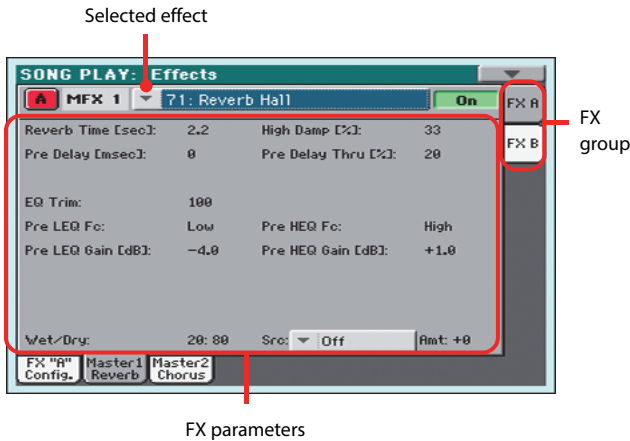 Selected effect
SONG PLAY: Effects
A MFX 1 71: Reverb Hall On
FX A
FX B
FX
group
Reverb Time [sec]: 2.2 High Damp [%]: 33
Pre Delay [msec]: 0 Pre Delay Thru [%]: 20
EQ Trim: 100
Pre LEQ Fc: Low Pre HEQ Fc: High
Pre LEQ Gain [dB]: -4.0 Pre HEQ Gain [dB]: +1.0
Wet/Dry: 20:80 Src: Off Amt: +0
FX "A" Master1 Master2
Config. Reverb Chorus
FX parameters